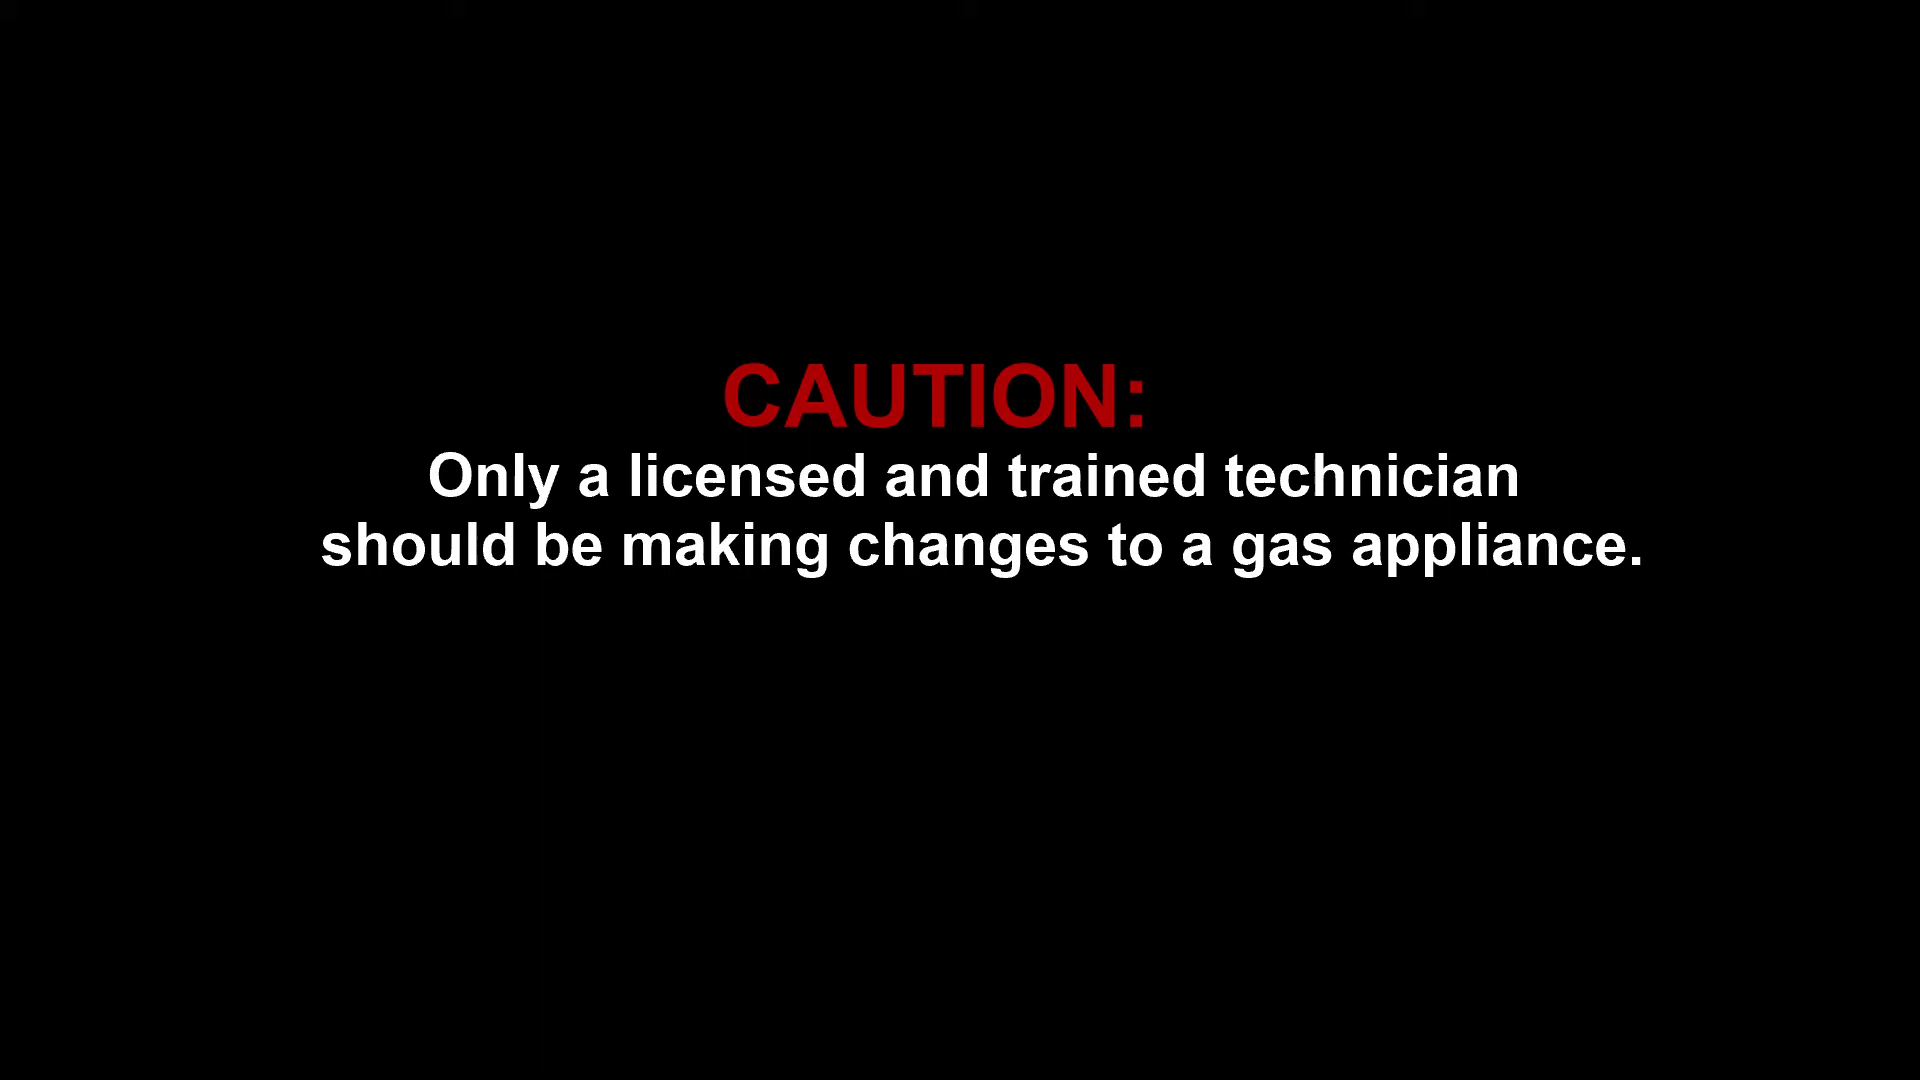 CAUTION:
Only a licensed and trained technician
should be making changes to a gas appliance.